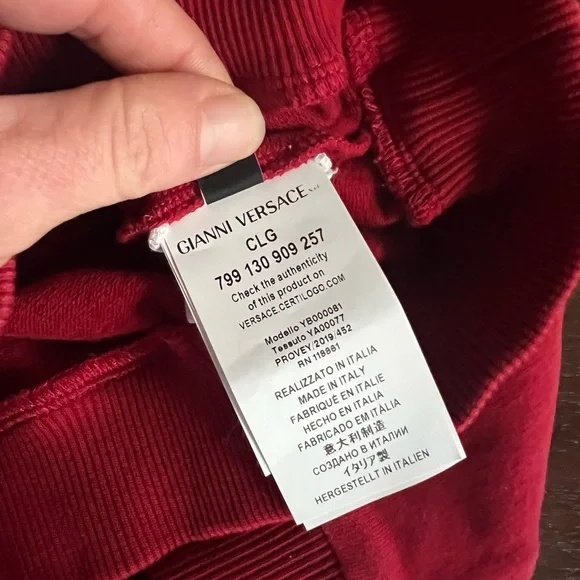 GIANNI VERSACE S.r.l.
CLG
799 130 909 257
Check the authenticity
of this product on
VERSACE.CERTILOGO.COM
Modello YB000081
Tessuto YA00077
PROVEY/2019/452
RN 118861
REALIZZATO IN ITALIA
MADE IN ITALY
FABRIQUÉ EN ITALIE
HECHO EN ITALIA
FABRICADO EM ITÁLIA
意大利制造
СОЗДАНО В ИТАЛИИ
イタリア製
HERGESTELLT IN ITALIEN